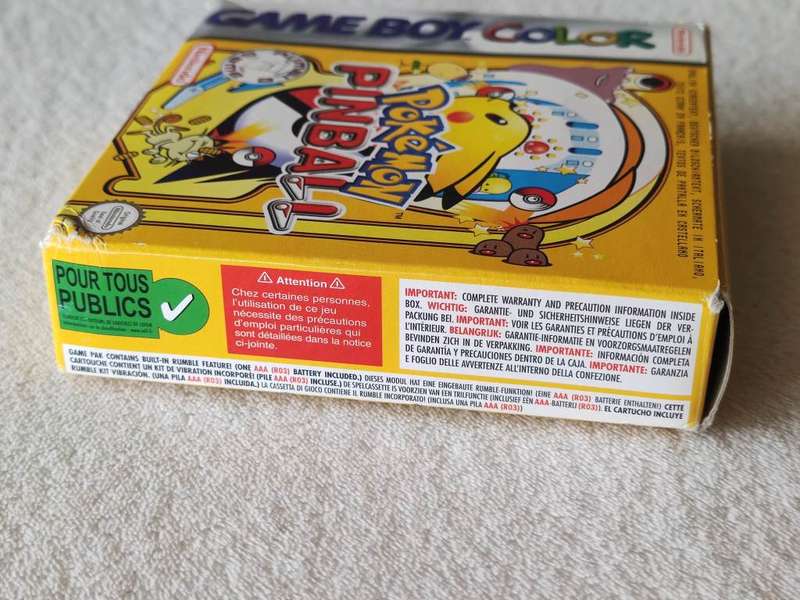 GAME BOY COLOR
Nintendo
Nintendo
Pokémon
PINBALL
TM
POUR TOUS
PUBLICS
Attention
Chez certaines personnes,
l'utilisation de ce jeu
nécessite des précautions
d'emploi particulières qui
sont détaillées dans la notice
ci-jointe.
IMPORTANT: COMPLETE WARRANTY AND PRECAUTION INFORMATION INSIDE
BOX. WICHTIG: GARANTIE- UND SICHERHEITSHINWEISE LIEGEN DER VER-
PACKUNG BEI. IMPORTANT: VOIR LES GARANTIES ET PRÉCAUTIONS D'EMPLOI À
L'INTÉRIEUR. BELANGRIJK: GARANTIE-INFORMATIE EN VOORZORGSMAATREGELEN
BEVINDEN ZICH IN DE VERPAKKING. IMPORTANTE: INFORMACIÓN COMPLETA
DE GARANTÍA Y PRECAUCIONES DENTRO DE LA CAJA. IMPORTANTE: GARANZIA
E FOGLIO DELLE AVVERTENZE ALL'INTERNO DELLA CONFEZIONE.
GAME PAK CONTAINS BUILT-IN RUMBLE FEATURE! (ONE AAA (R03) BATTERY INCLUDED.) DIESES MODUL HAT EINE EINGEBAUTE RUMBLE-FUNKTION! (EINE AAA (R03) BATTERIE ENTHALTEN!) CETTE
CARTOUCHE CONTIENT UN KIT DE VIBRATION INCORPORÉ! (PILE AAA (R03) INCLUSE.) DE SPELCASSETTE IS VOORZIEN VAN EEN TRILFUNCTIE (INCLUSIEF ÉÉN AAA-BATTERIJ (R03)). EL CARTUCHO INCLUYE
RUMBLE KIT VIBRACIÓN. (UNA PILA AAA (R03) INCLUIDA.) LA CASSETTA DI GIOCO CONTIENE IL RUMBLE INCORPORATO! (INCLUSA UNA PILA AAA (R03))